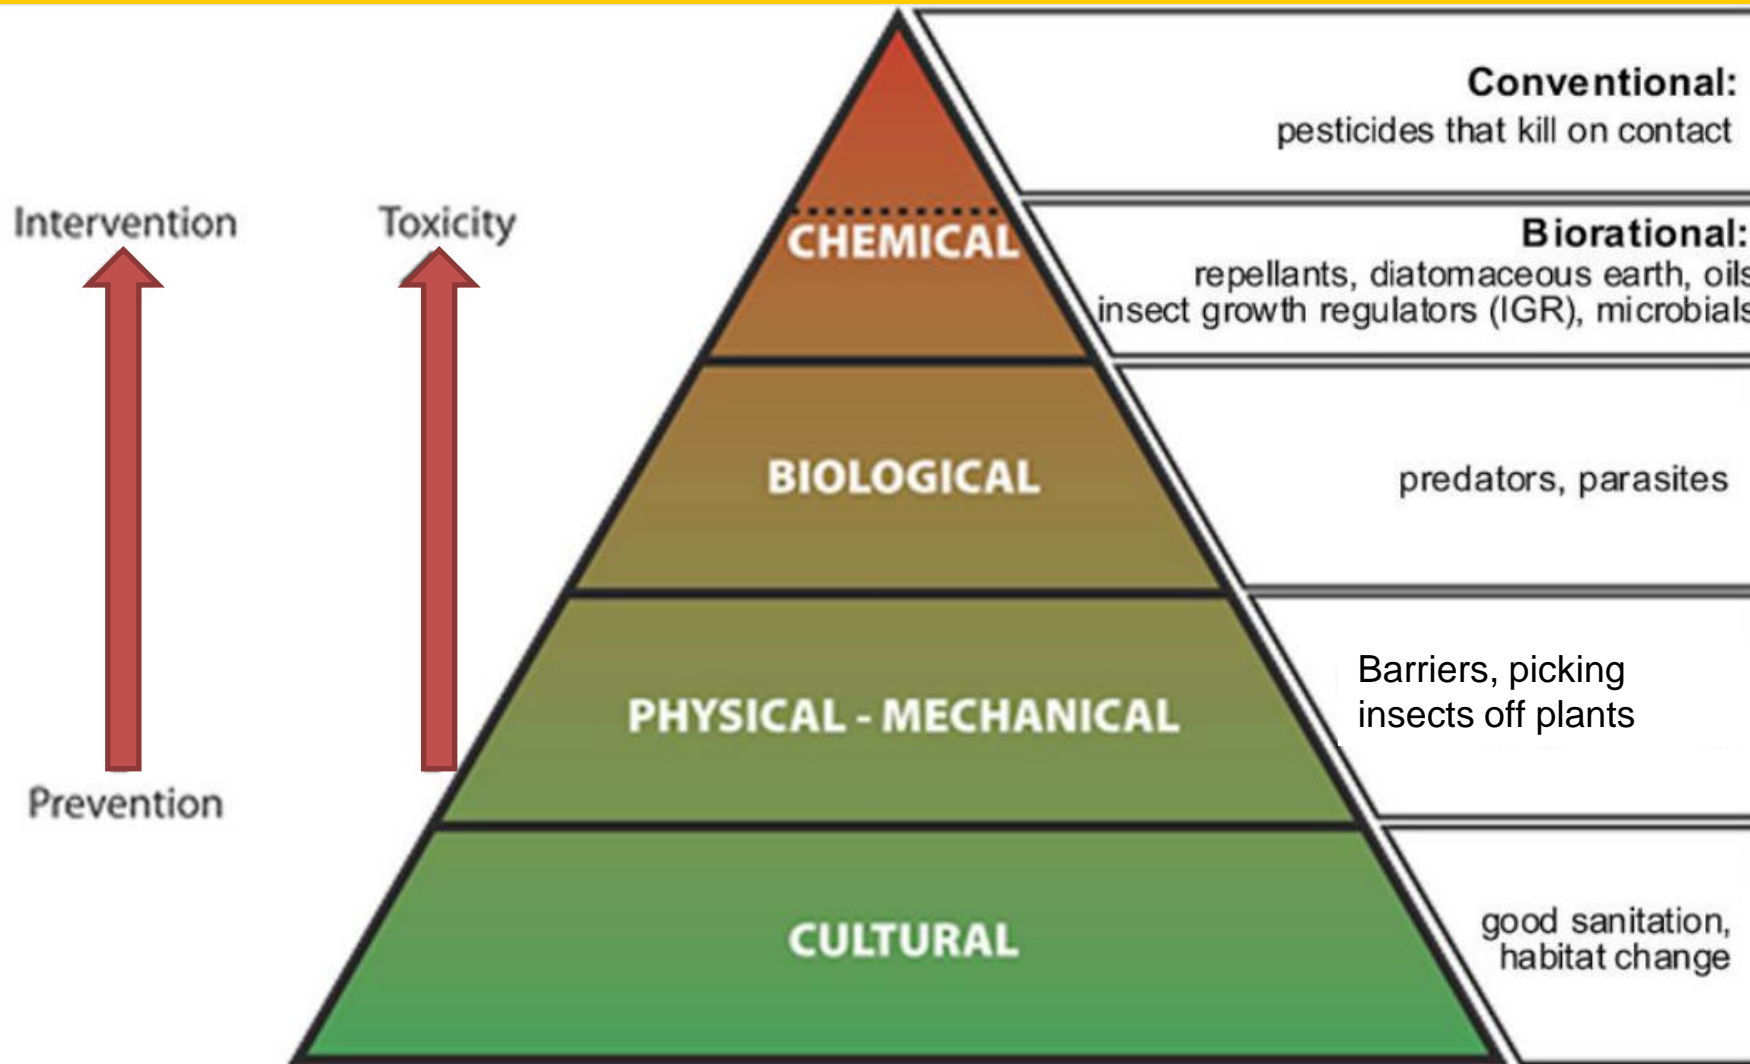 Conventional:
pesticides that kill on contact
Intervention
Toxicity
CHEMICAL
Biorational:
repellants, diatomaceous earth, oils
insect growth regulators (IGR), microbials
BIOLOGICAL
predators, parasites
PHYSICAL - MECHANICAL
Barriers, picking
insects off plants
Prevention
CULTURAL
good sanitation,
habitat change